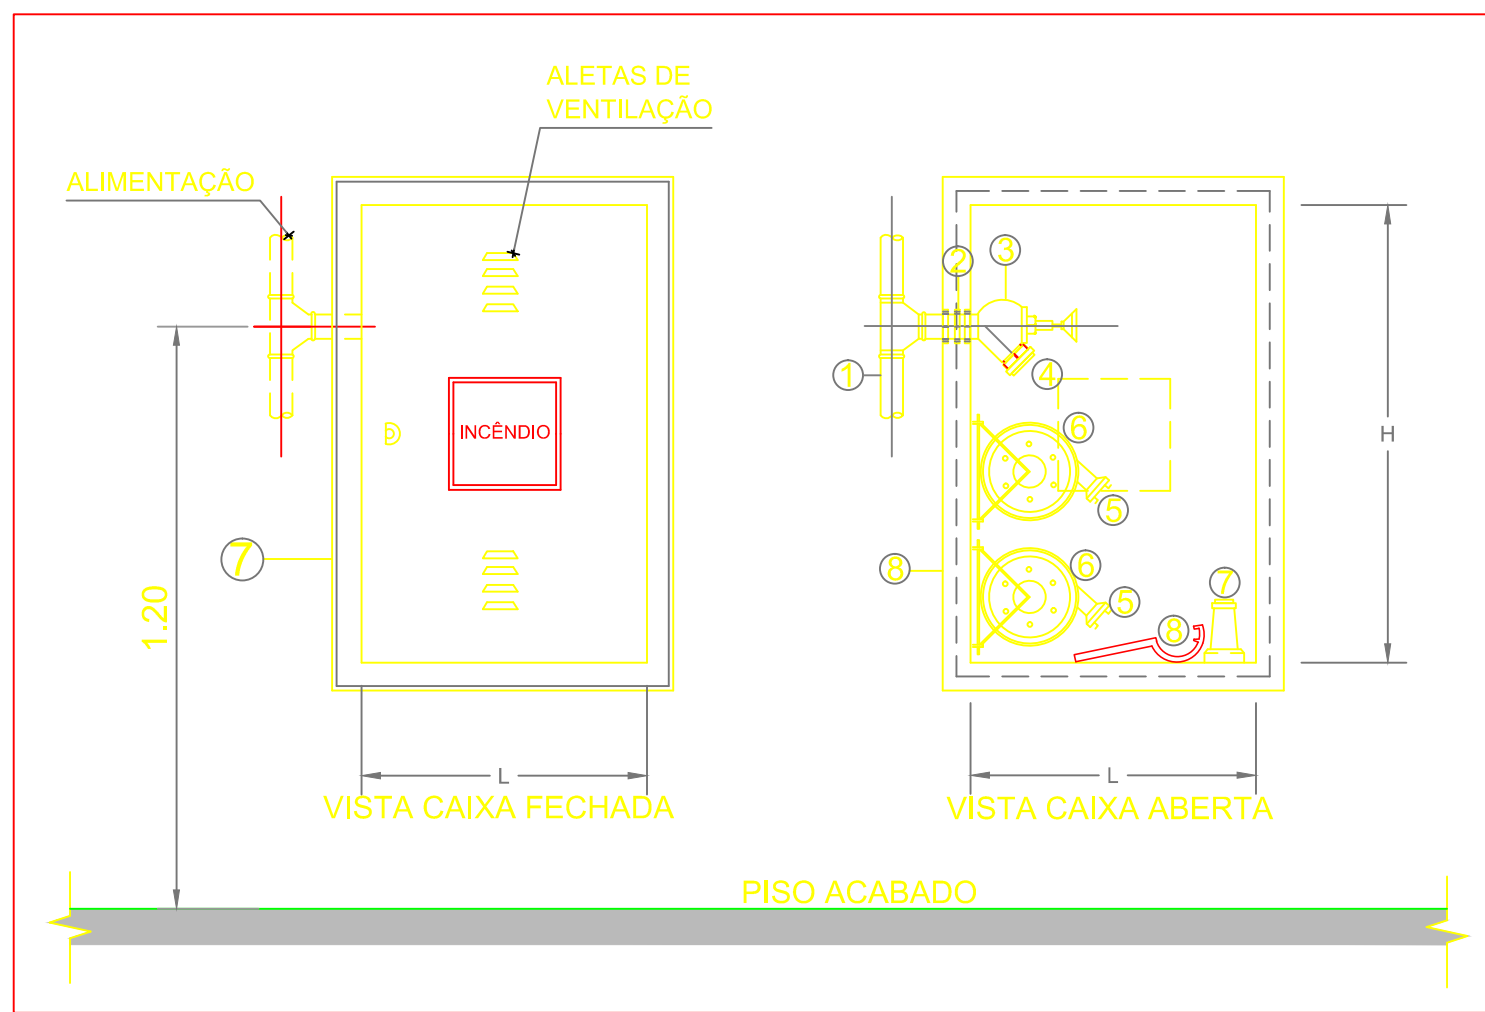 ALETAS DE
VENTILAÇÃO
ALIMENTAÇÃO
2
3
1
4
INCÊNDIO
6
H
5
7
8
6
7
1.20
5
8
L
L
VISTA CAIXA FECHADA
VISTA CAIXA ABERTA
PISO ACABADO